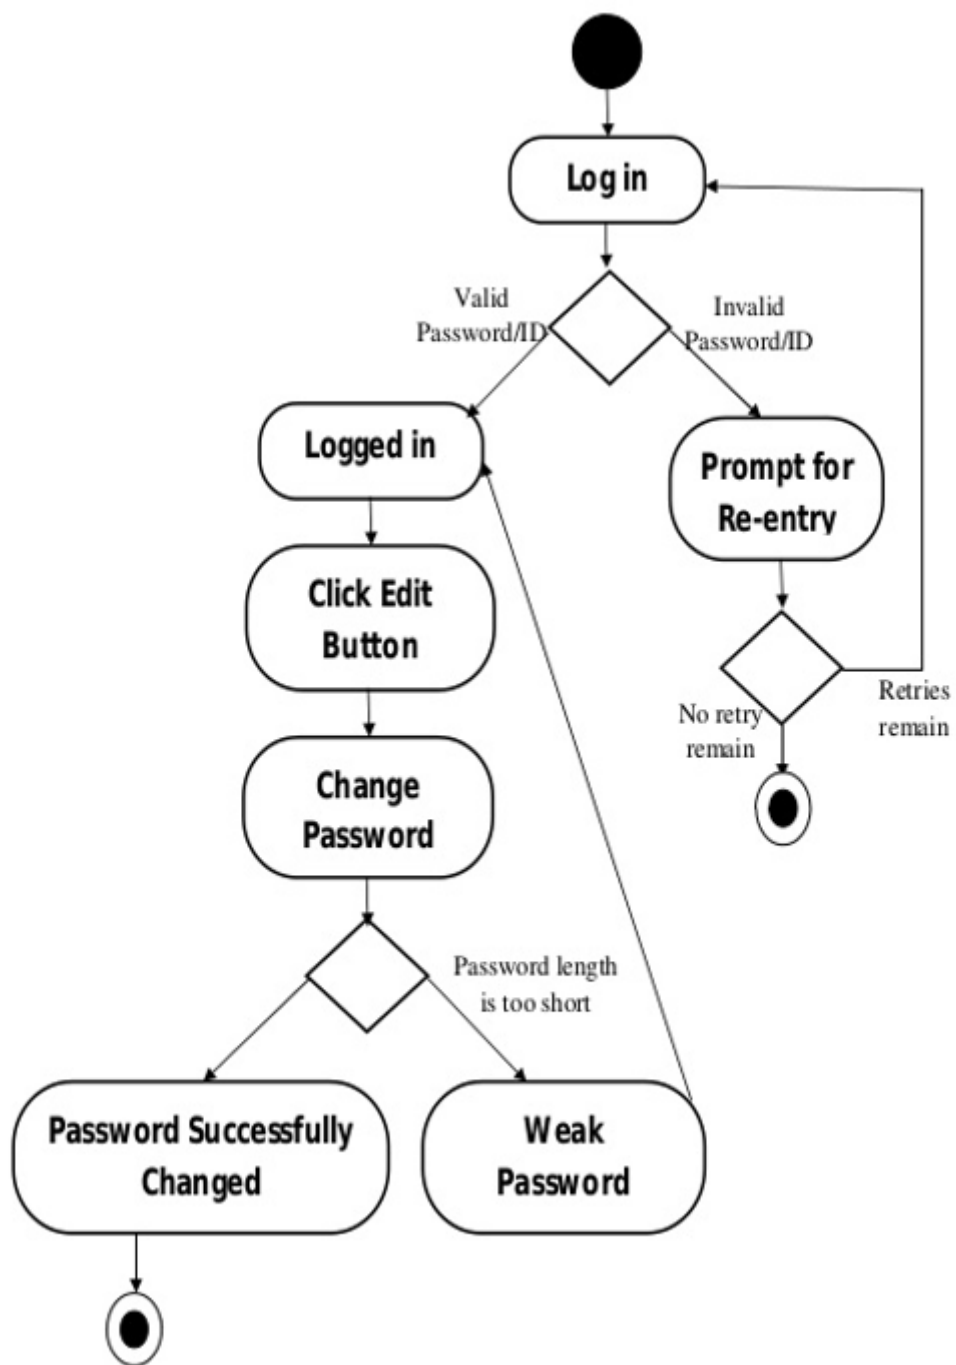 Log in
Valid
Password/ID
Invalid
Password/ID
Logged in
Prompt for
Re-entry
Click Edit
Button
No retry
remain
Retries
remain
Change
Password
Password length
is too short
Password Successfully
Changed
Weak
Password